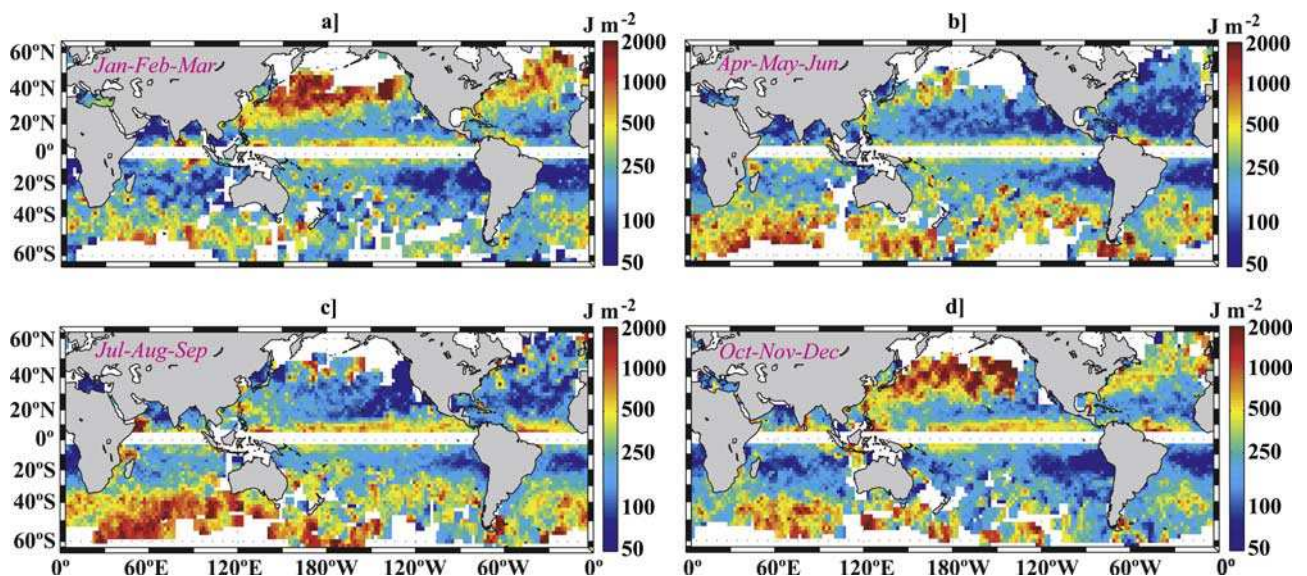 a] J m-2 b] J m-2
60ºN Jan-Feb-Mar 2000 Apr-May-Jun 2000
40ºN 1000 1000
20ºN 500 500
0º 250 250
20ºS
40ºS 100 100
60ºS 50 50
c] J m-2 d] J m-2
60ºN Jul-Aug-Sep 2000 Oct-Nov-Dec 2000
40ºN 1000 1000
20ºN 500 500
0º 250 250
20ºS
40ºS 100 100
60ºS 50 50
0º 60ºE 120ºE 180ºW 120ºW 60ºW 0º 60ºE 120ºE 180ºW 120ºW 60ºW 0º